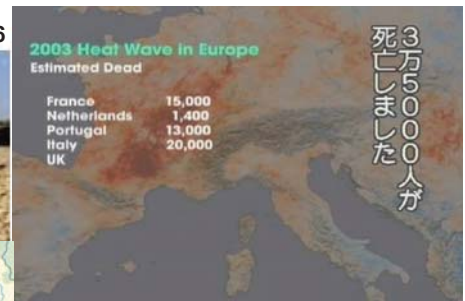 6
2003 Heat Wave in Europe
Estimated Dead
France 15,000
Netherlands 1,400
Portugal 13,000
Italy 20,000
UK
3万5000人が
死亡しました